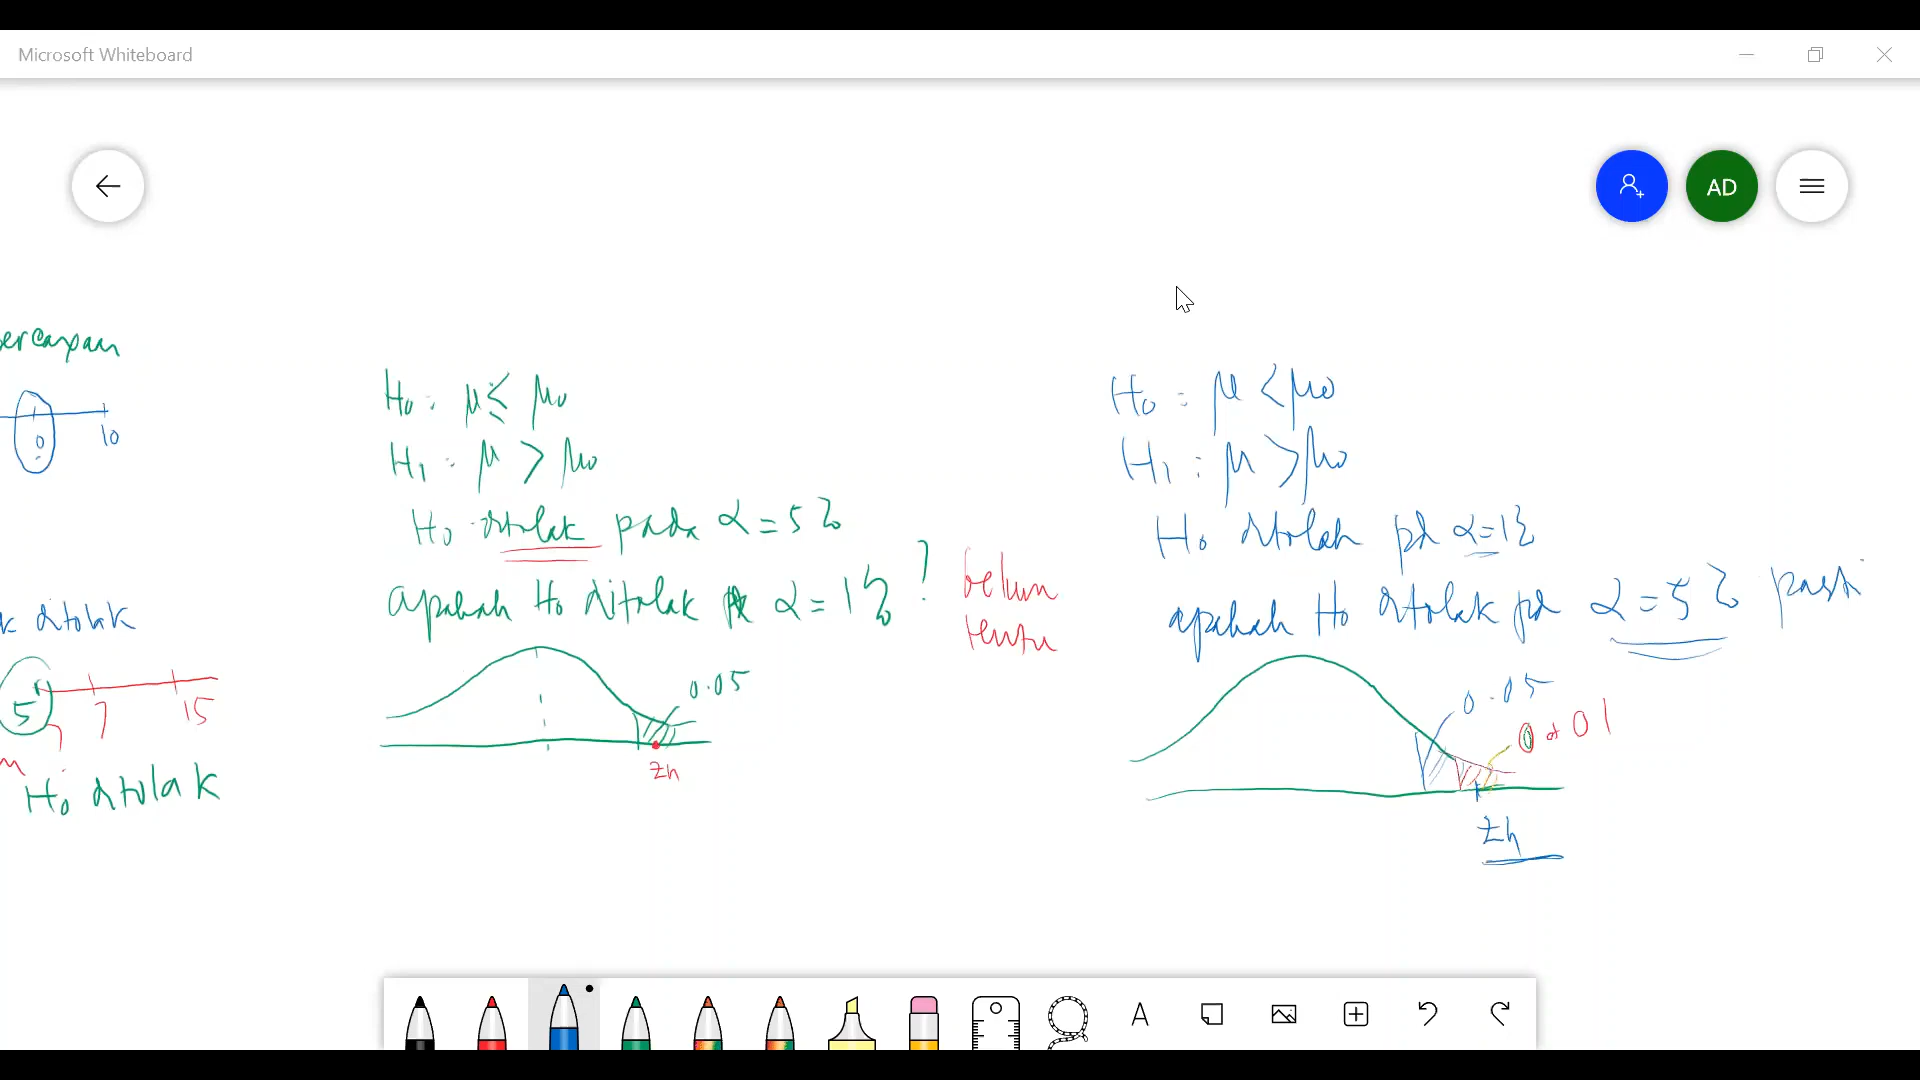 Microsoft Whiteboard
AD
ercayaan
0
10
ditolak
5
7
15
H0 ditolak
H0 : μ ≤ μ0
H1 : μ > μ0
H0 ditolak pada α = 5%
apakah H0 ditolak pd α = 1% ?
belum
tentu
0.05
Zh
H0 : μ < μ0
H1 : μ > μ0
H0 ditolak pd α = 1%
apakah H0 ditolak pd α = 5% pasti
0.05
0.01
Zh
A